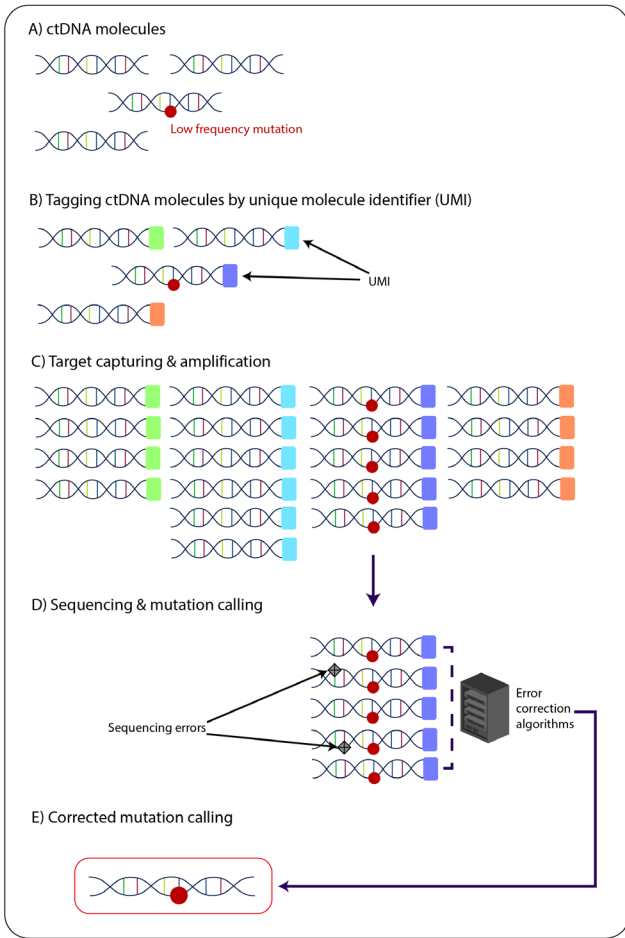 A) ctDNA molecules
Low frequency mutation
B) Tagging ctDNA molecules by unique molecule identifier (UMI)
UMI
C) Target capturing & amplification
D) Sequencing & mutation calling
Sequencing errors
Error
correction
algorithms
E) Corrected mutation calling